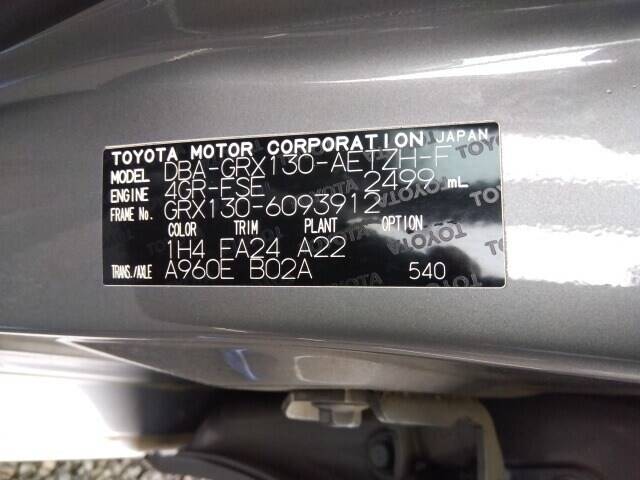 TOYOTA MOTOR CORPORATION JAPAN
MODEL DBA-GRX130-AETZH-F
ENGINE 4GR-FSE 2499 mL
FRAME No. GRX130-6093912
COLOR TRIM PLANT OPTION
1H4 FA24 A22
TRANS./AXLE A960E B02A 540